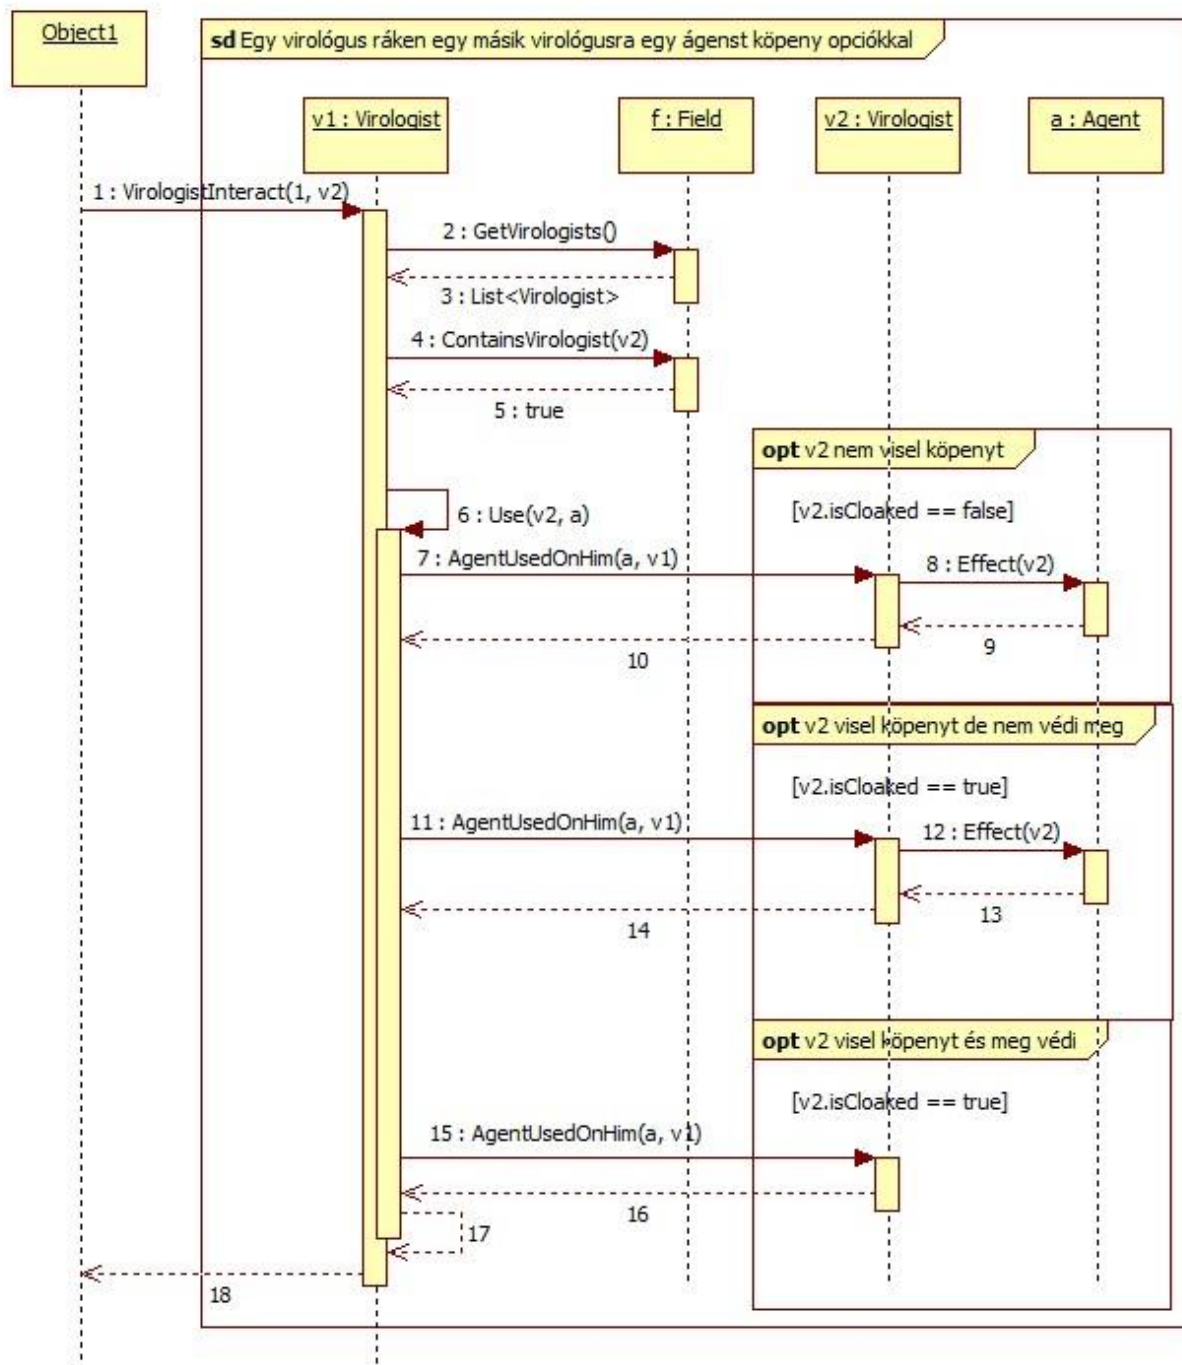 Object1
sd Egy virológus ráken egy másik virológusra egy ágenst köpeny opciókkal
v1 : Virologist
f : Field
v2 : Virologist
a : Agent
1 : VirologistInteract(1, v2)
2 : GetVirologists()
3 : List<Virologist>
4 : ContainsVirologist(v2)
5 : true
opt v2 nem visel köpenyt
[v2.isCloaked == false]
6 : Use(v2, a)
7 : AgentUsedOnHim(a, v1)
8 : Effect(v2)
9
10
opt v2 visel köpenyt de nem védi meg
[v2.isCloaked == true]
11 : AgentUsedOnHim(a, v1)
12 : Effect(v2)
13
14
opt v2 visel köpenyt és meg védi
[v2.isCloaked == true]
15 : AgentUsedOnHim(a, v1)
16
17
18